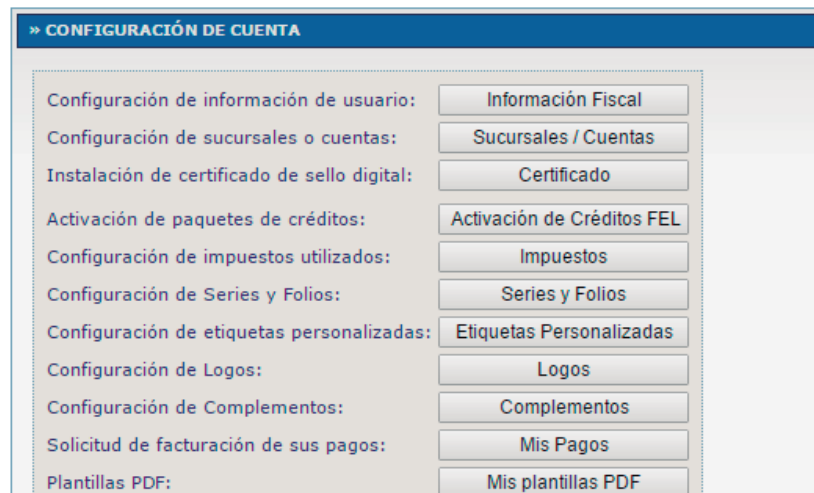 » CONFIGURACIÓN DE CUENTA
Configuración de información de usuario: Información Fiscal
Configuración de sucursales o cuentas: Sucursales / Cuentas
Instalación de certificado de sello digital: Certificado
Activación de paquetes de créditos: Activación de Créditos FEL
Configuración de impuestos utilizados: Impuestos
Configuración de Series y Folios: Series y Folios
Configuración de etiquetas personalizadas: Etiquetas Personalizadas
Configuración de Logos: Logos
Configuración de Complementos: Complementos
Solicitud de facturación de sus pagos: Mis Pagos
Plantillas PDF: Mis plantillas PDF